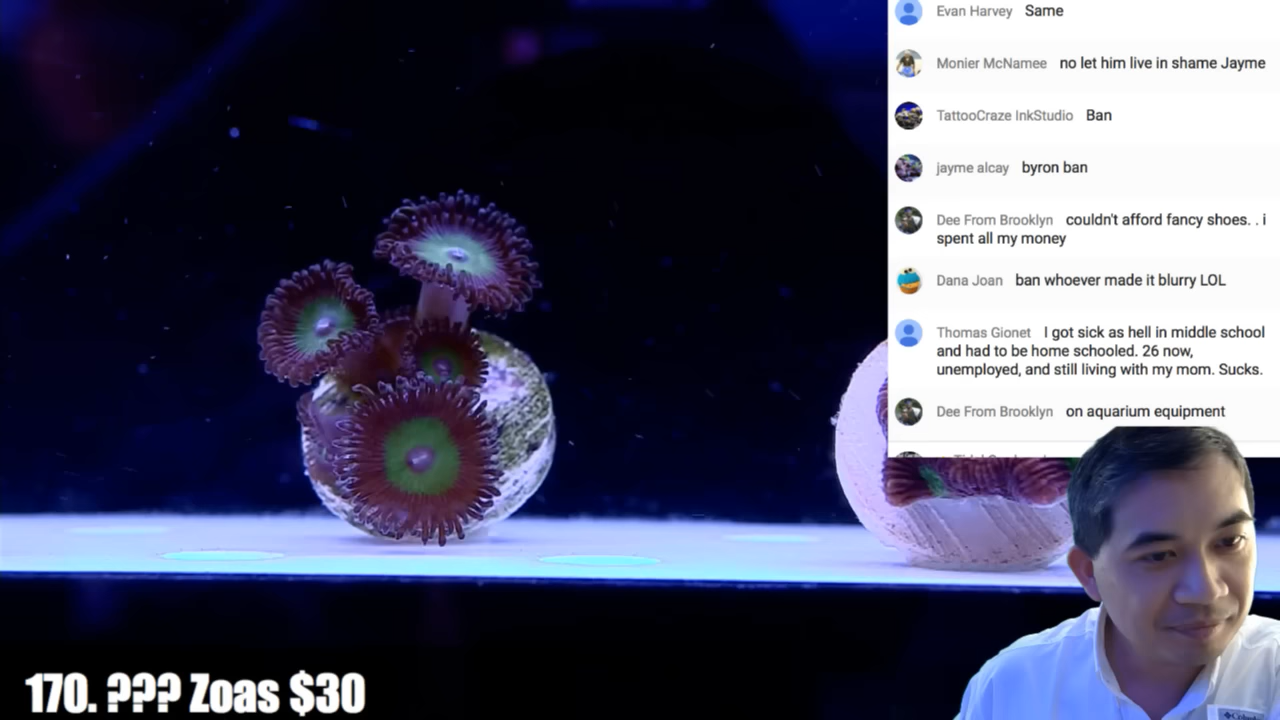 Evan Harvey Same
Monier McNamee no let him live in shame Jayme
TattooCraze InkStudio Ban
jayme alcay byron ban
Dee From Brooklyn couldn't afford fancy shoes. . i
spent all my money
Dana Joan ban whoever made it blurry LOL
Thomas Gionet I got sick as hell in middle school
and had to be home schooled. 26 now,
unemployed, and still living with my mom. Sucks.
Dee From Brooklyn on aquarium equipment
170. ??? Zoas $30